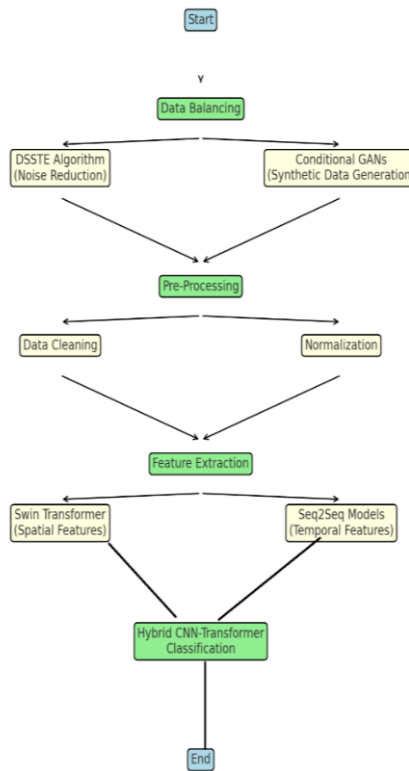 Start
Data Balancing
DSSTE Algorithm
(Noise Reduction)
Conditional GANs
(Synthetic Data Generation
Pre-Processing
Data Cleaning
Normalization
Feature Extraction
Swin Transformer
(Spatial Features)
Seq2Seq Models
(Temporal Features)
Hybrid CNN-Transformer
Classification
End